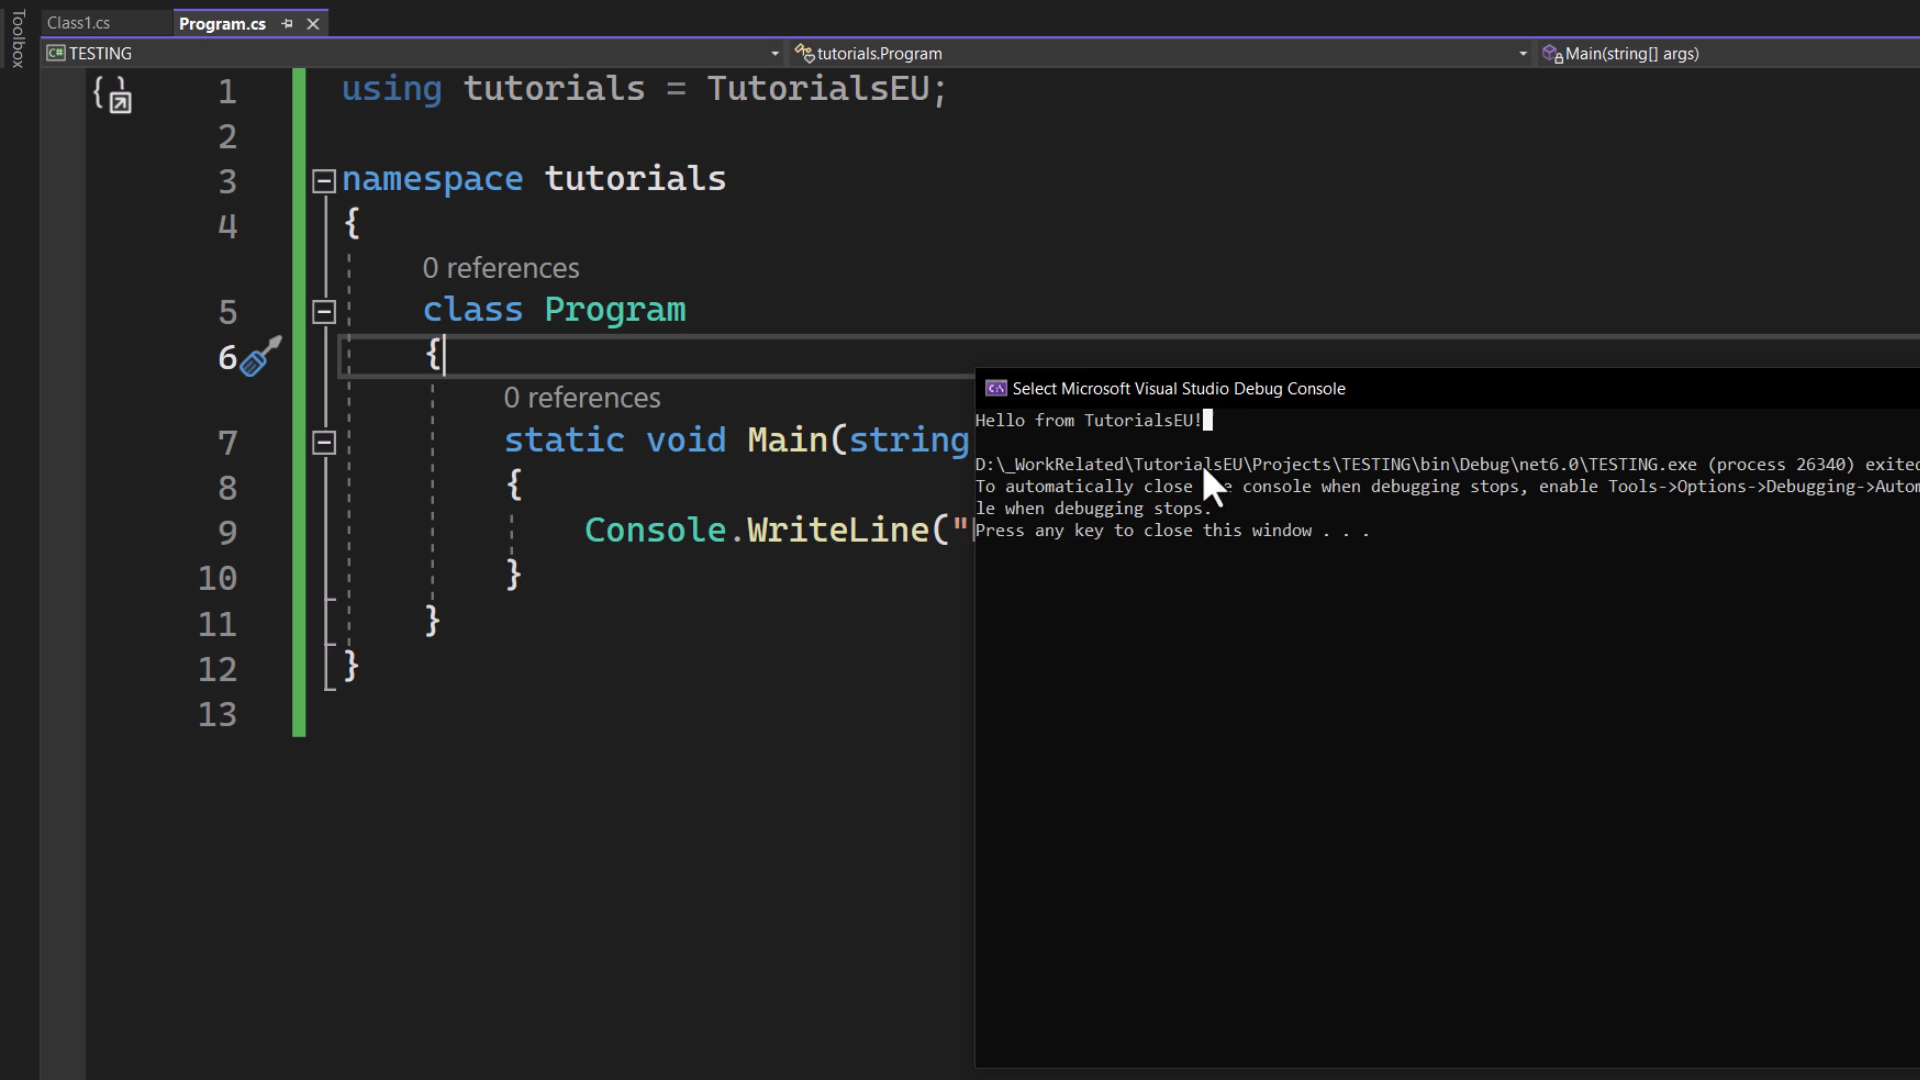 Toolbox
Class1.cs
Program.cs
C# TESTING
tutorials.Program
Main(string[] args)
1 using tutorials = TutorialsEU;
2
3 namespace tutorials
4 {
0 references
5 class Program
6 {
0 references
7 static void Main(string
8 {
9 Console.WriteLine("
10 }
11 }
12 }
13
Select Microsoft Visual Studio Debug Console
Hello from TutorialsEU!
D:\_WorkRelated\TutorialsEU\Projects\TESTING\bin\Debug\net6.0\TESTING.exe (process 26340) exited
To automatically close console when debugging stops, enable Tools->Options->Debugging->Autom
le when debugging stops.
Press any key to close this window . . .